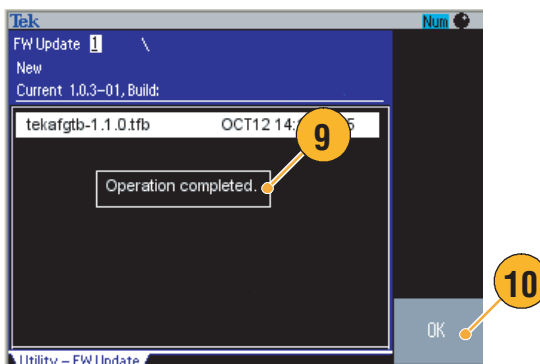 Tek Num
FW Update 1 \
New
Current 1.0.3-01, Build:
tekafgtb-1.1.0.tfb OCT12 14: 5
9
Operation completed.
10
OK
Utility - FW Update